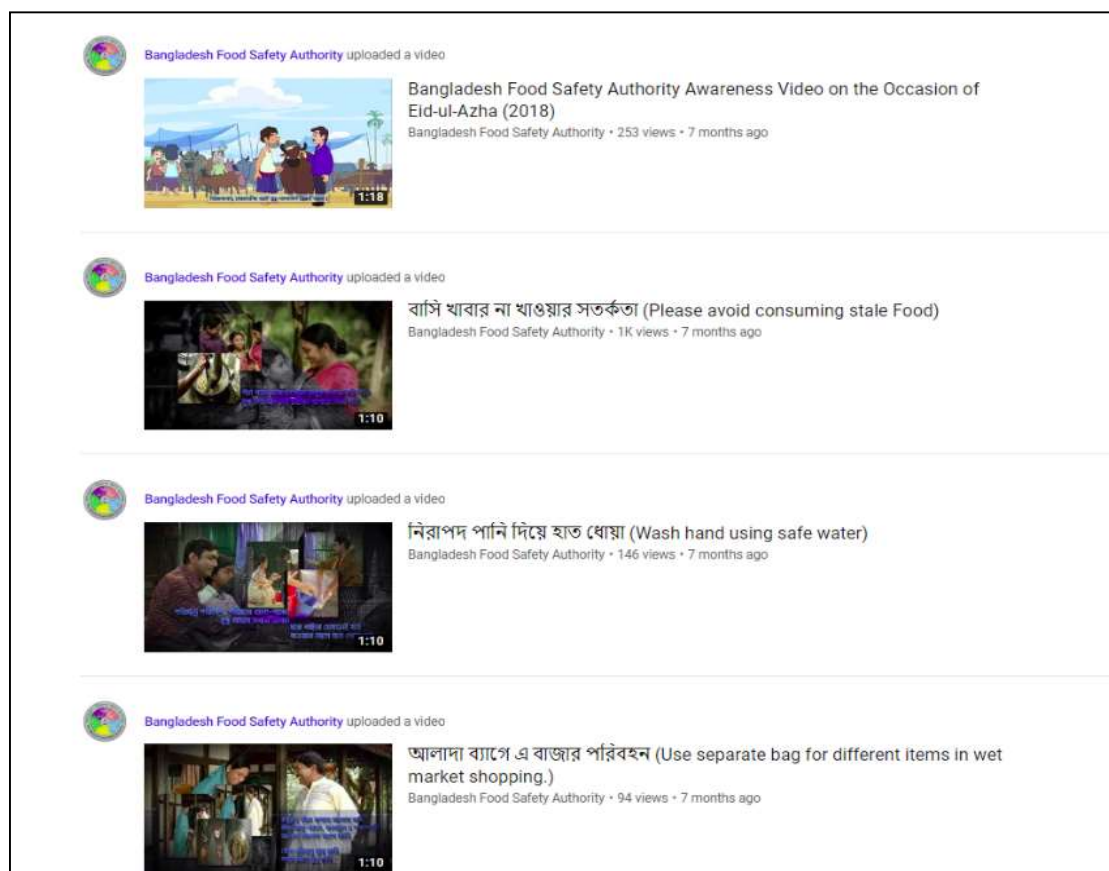 Bangladesh Food Safety Authority uploaded a video
Bangladesh Food Safety Authority Awareness Video on the Occasion of
Eid-ul-Azha (2018)
Bangladesh Food Safety Authority • 253 views • 7 months ago
1:18
Bangladesh Food Safety Authority uploaded a video
বাসি খাবার না খাওয়ার সতর্কতা (Please avoid consuming stale Food)
Bangladesh Food Safety Authority • 1K views • 7 months ago
1:10
Bangladesh Food Safety Authority uploaded a video
নিরাপদ পানি দিয়ে হাত ধোয়া (Wash hand using safe water)
Bangladesh Food Safety Authority • 146 views • 7 months ago
1:10
Bangladesh Food Safety Authority uploaded a video
আলাদা ব্যাগে এ বাজার পরিবহন (Use separate bag for different items in wet
market shopping.)
Bangladesh Food Safety Authority • 94 views • 7 months ago
1:10